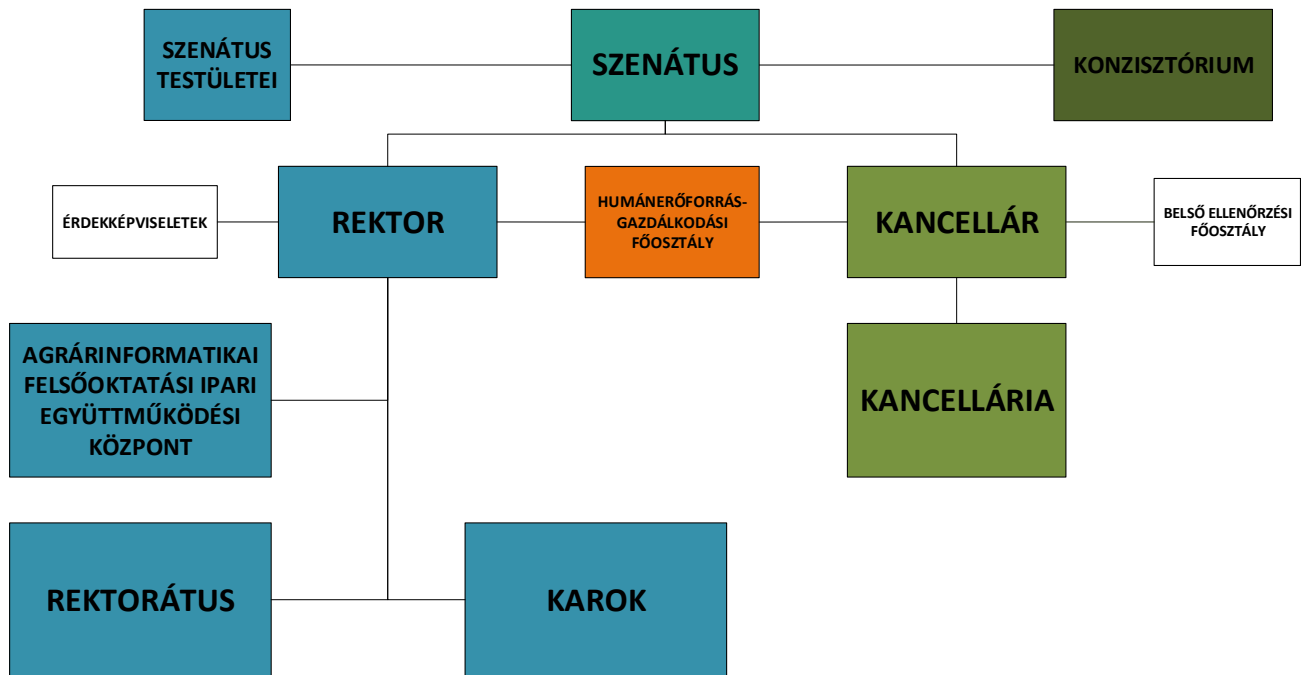 SZENÁTUS
TESTÜLETEI
SZENÁTUS
KONZISZTÓRIUM
ÉRDEKKÉPVISELETEK
REKTOR
HUMÁNERŐFORRÁS-
GAZDÁLKODÁSI
FŐOSZTÁLY
KANCELLÁR
BELSŐ ELLENŐRZÉSI
FŐOSZTÁLY
AGRÁRINFORMATIKAI
FELSŐOKTATÁSI IPARI
EGYÜTTMŰKÖDÉSI
KÖZPONT
KANCELLÁRIA
REKTORÁTUS
KAROK